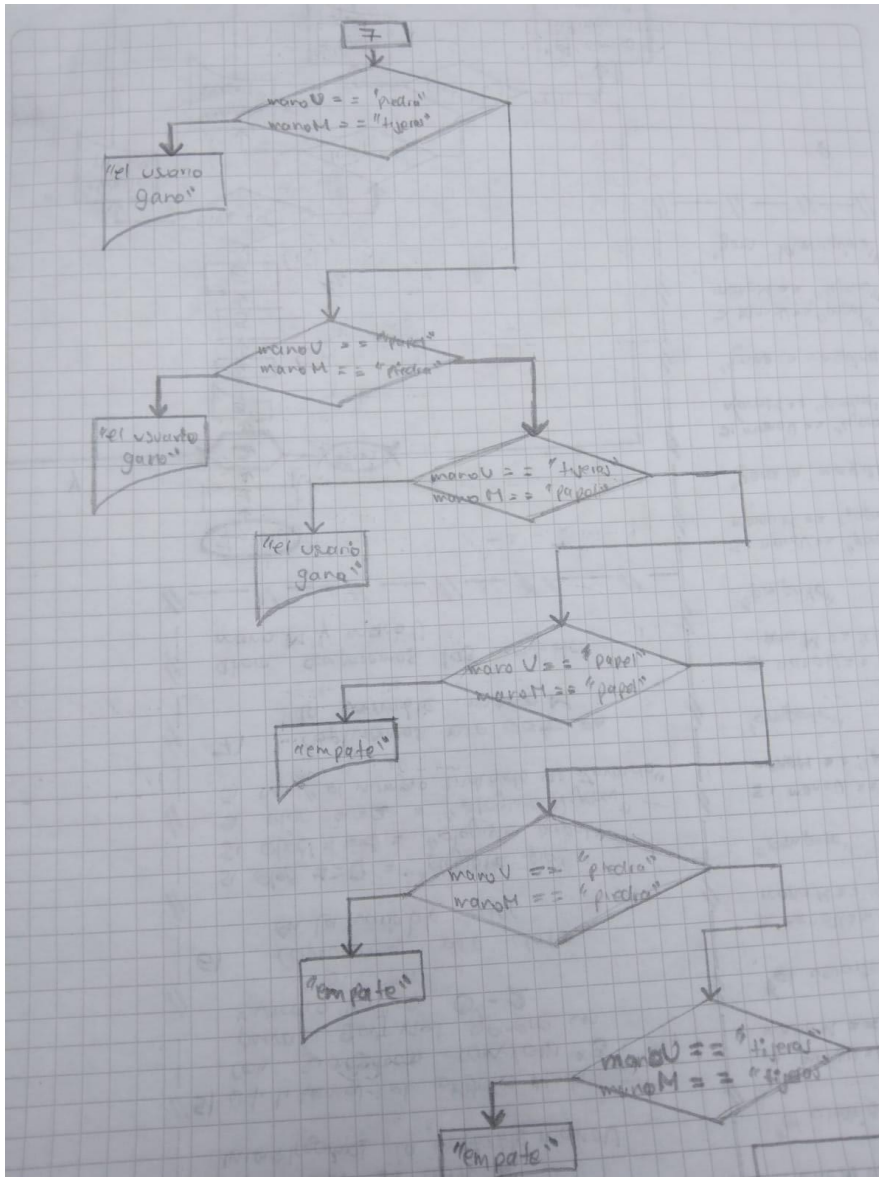 7
manoU == "piedra"
manoM == "tijeras"
"el usuario
gano"
manoU == "papel"
manoM == "piedra"
"el usuario
gano"
manoU == "tijeras"
manoM == "papel"
"el usuario
gana"
manoU == "papel"
manoM == "papel"
"empate"
manoU == "piedra"
manoM == "piedra"
"empate"
manoU == "tijeras"
manoM == "tijeras"
"empate"